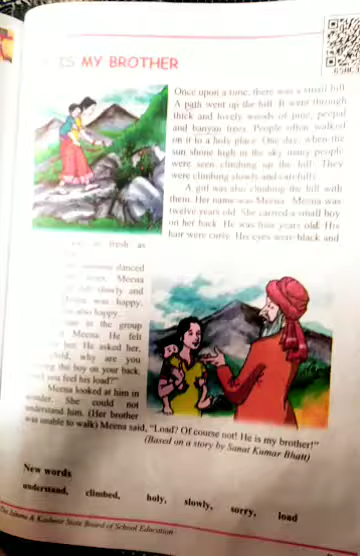 IS MY BROTHER
Once upon a time, there was a small hill.
A path went up the hill. It went through
thick and lovely woods of pine, peepal
and banyan trees. People often walked
on it to a holy place. One day, when the
sun shone high in the sky, many people
were seen climbing up the hill. They
were climbing slowly and carefully.
A girl was also climbing the hill with
them. Her name was Meena. Meena was
twelve years old. She carried a small boy
on her back. He was four years old. His
hair were curly. His eyes were black and
as fresh as
danced
Meena
slowly and
was happy.
also happy.
in the group
Meena. He felt
her. He asked her,
why are you
the boy on your back.
you feel his load?"
Meena looked at him in
wonder. She could not
understand him. (Her brother
was unable to walk) Meena said, "Load? Of course not! He is my brother!"
(Based on a story by Sanat Kumar Bhatt)
New words
understand, climbed, holy, slowly, sorry, load
The Jammu & Kashmir State Board of School Education